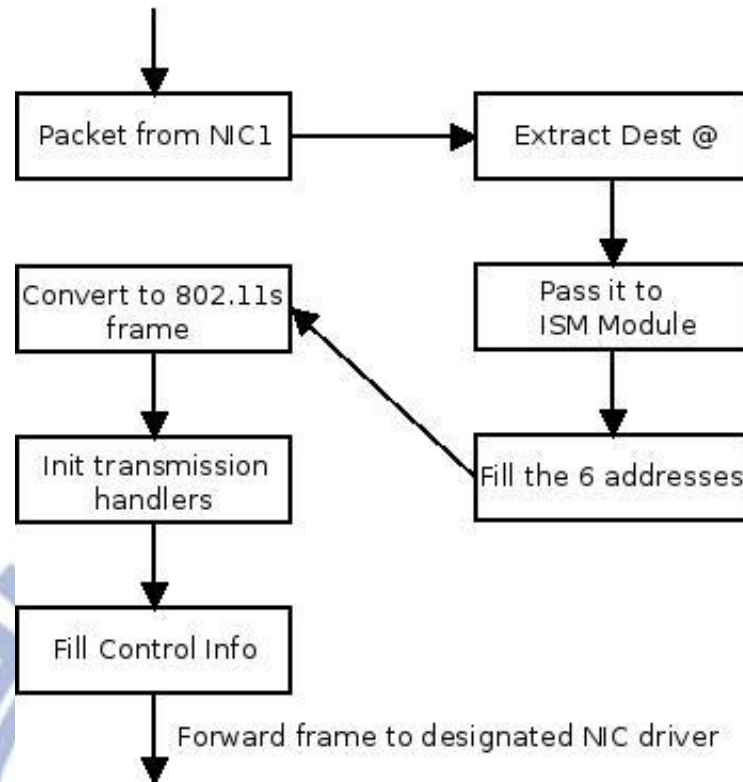 Packet from NIC1
Extract Dest @
Pass it to
ISM Module
Fill the 6 addresses
Convert to 802.11s
frame
Init transmission
handlers
Fill Control Info
Forward frame to designated NIC driver